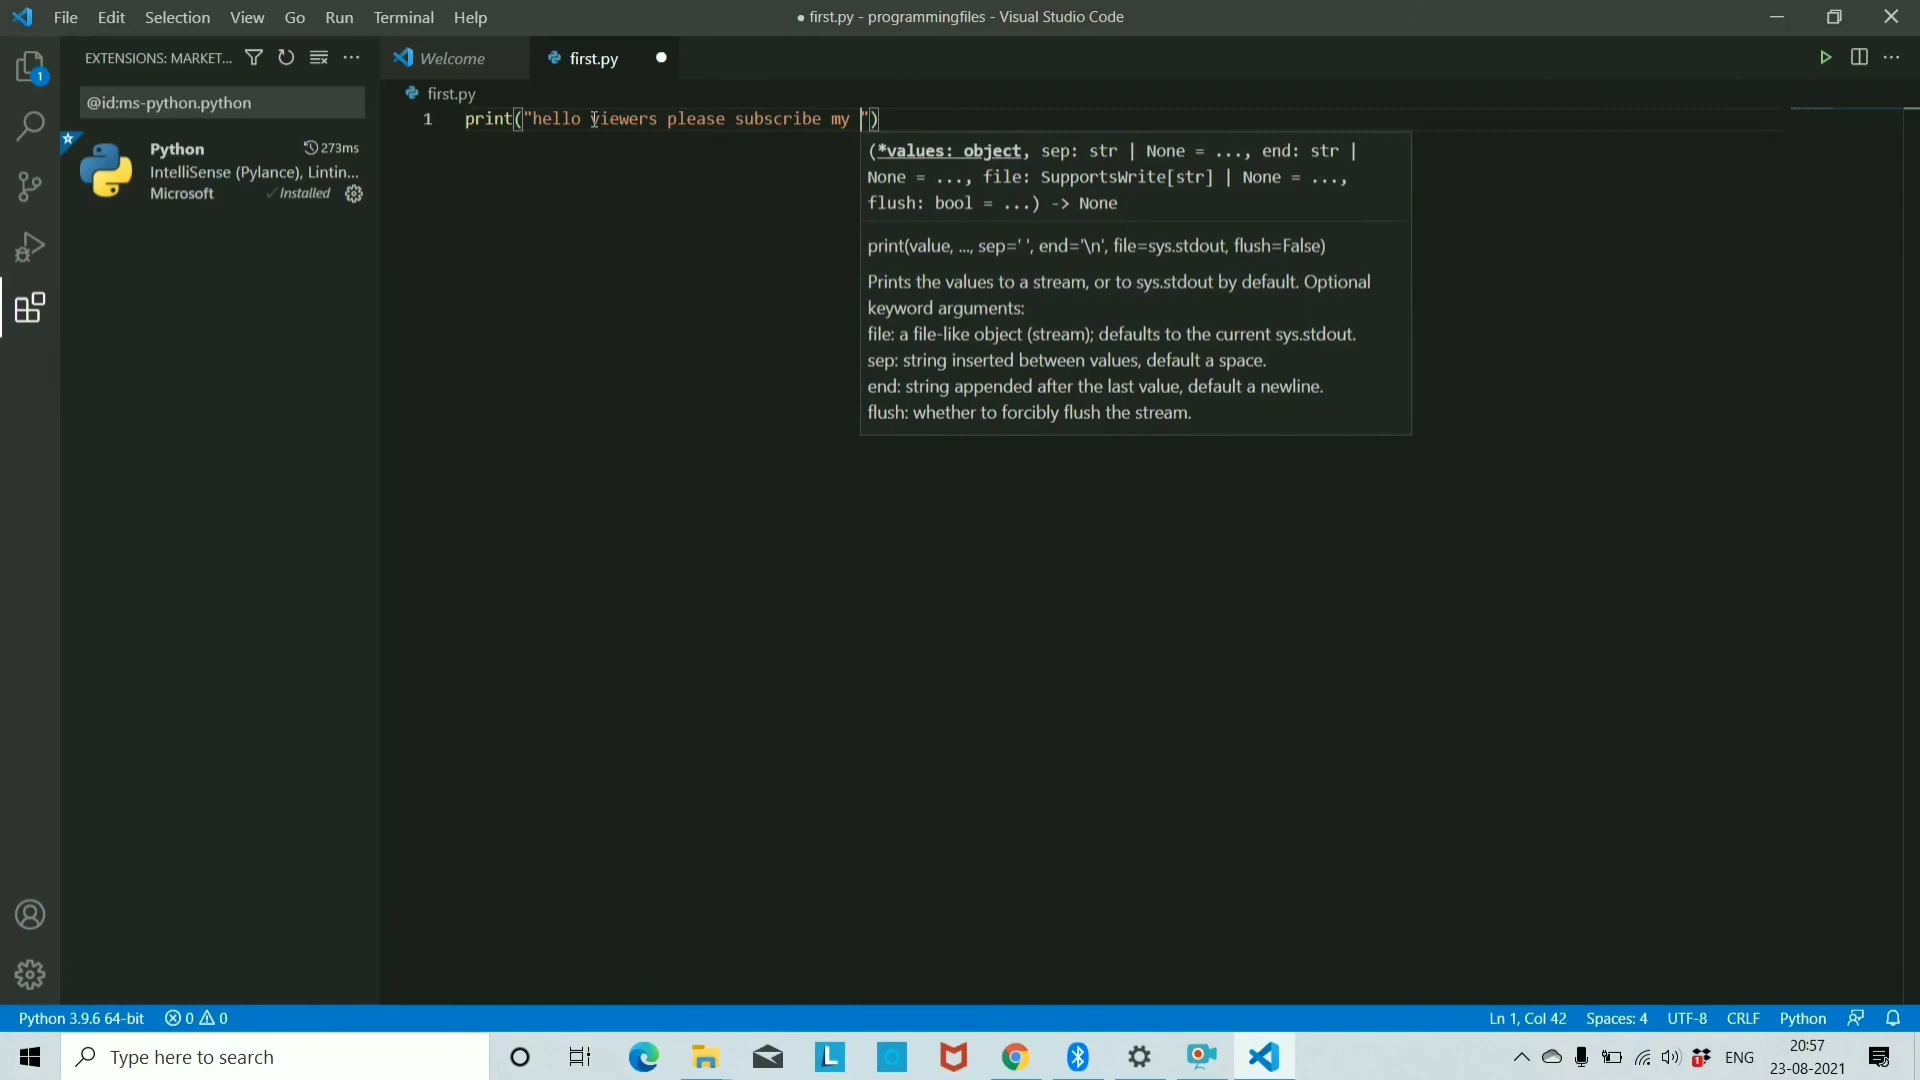 File Edit Selection View Go Run Terminal Help
● first.py - programmingfiles - Visual Studio Code
EXTENSIONS: MARKET...
Welcome
first.py
1
@id:ms-python.python
first.py
1 print("hello viewers please subscribe my ")
Python 273ms
IntelliSense (Pylance), Lintin...
Microsoft ✓ Installed
(*values: object, sep: str | None = ..., end: str |
None = ..., file: SupportsWrite[str] | None = ...,
flush: bool = ...) -> None
print(value, ..., sep=' ', end='\n', file=sys.stdout, flush=False)
Prints the values to a stream, or to sys.stdout by default. Optional
keyword arguments:
file: a file-like object (stream); defaults to the current sys.stdout.
sep: string inserted between values, default a space.
end: string appended after the last value, default a newline.
flush: whether to forcibly flush the stream.
Python 3.9.6 64-bit 0 0
Ln 1, Col 42 Spaces: 4 UTF-8 CRLF Python
Type here to search
L
1
ENG
20:57
23-08-2021